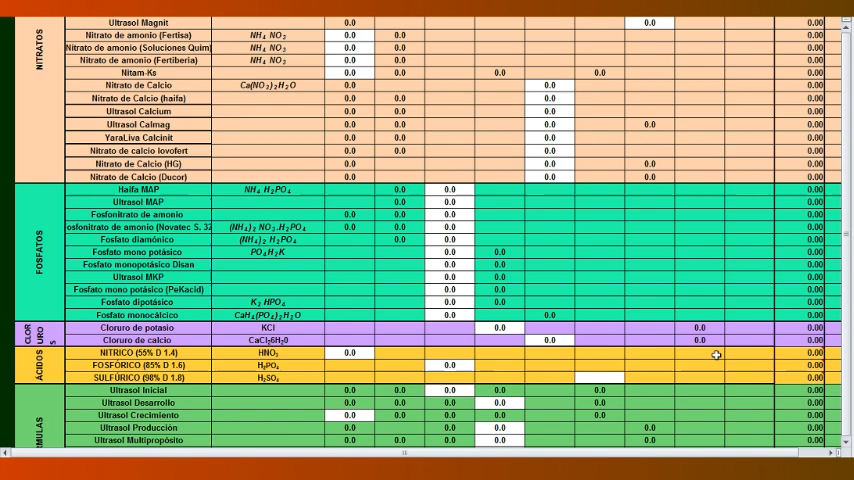 NITRATOS
Ultrasol Magnit 0.0 0.0 0.00
Nitrato de amonio (Fertisa) NH4 NO3 0.0 0.0 0.00
Nitrato de amonio (Soluciones Quim) NH4 NO3 0.0 0.0 0.00
Nitrato de amonio (Fertiberia) NH4 NO3 0.0 0.0 0.00
Nitam-Ks 0.0 0.0 0.0 0.0 0.00
Nitrato de Calcio Ca(NO3)2H2O 0.0 0.0 0.00
Nitrato de Calcio (haifa) 0.0 0.0 0.0 0.00
Ultrasol Calcium 0.0 0.0 0.0 0.00
Ultrasol Calmag 0.0 0.0 0.0 0.0 0.00
YaraLiva Calcinit 0.0 0.0 0.0 0.00
Nitrato de calcio Iovofert 0.0 0.0 0.0 0.00
Nitrato de Calcio (HG) 0.0 0.0 0.0 0.00
Nitrato de Calcio (Ducor) 0.0 0.0 0.0 0.00
FOSFATOS
Haifa MAP NH4 H2PO4 0.0 0.0 0.00
Ultrasol MAP 0.0 0.0 0.00
Fosfonitrato de amonio 0.0 0.0 0.0 0.00
osfonitrato de amonio (Novatec S. 32 (NH4)2 NO3.H2PO4 0.0 0.0 0.0 0.00
Fosfato diamónico (NH4)2 H2PO4 0.0 0.0 0.00
Fosfato mono potásico PO4H2K 0.0 0.0 0.00
Fosfato monopotásico Disan 0.0 0.0 0.00
Ultrasol MKP 0.0 0.0 0.00
Fosfato mono potásico (PeKacid) 0.0 0.0 0.00
Fosfato dipotásico K2 HPO4 0.0 0.0 0.00
Fosfato monocálcico CaH4(PO4)2H2O 0.0 0.0 0.00
CLOR
URO
S
Cloruro de potasio KCl 0.0 0.0 0.00
Cloruro de calcio CaCl26H20 0.0 0.0 0.00
ÁCIDOS
NITRICO (55% D 1.4) HNO3 0.0 0.00
FOSFÓRICO (85% D 1.6) H3PO4 0.0 0.00
SULFÚRICO (98% D 1.8) H2SO4 0.00
RMULAS
Ultrasol Inicial 0.0 0.0 0.0 0.0 0.0 0.00
Ultrasol Desarrollo 0.0 0.0 0.0 0.0 0.0 0.00
Ultrasol Crecimiento 0.0 0.0 0.0 0.0 0.0 0.00
Ultrasol Producción 0.0 0.0 0.0 0.0 0.00
Ultrasol Multipropósito 0.0 0.0 0.0 0.0 0.0 0.00